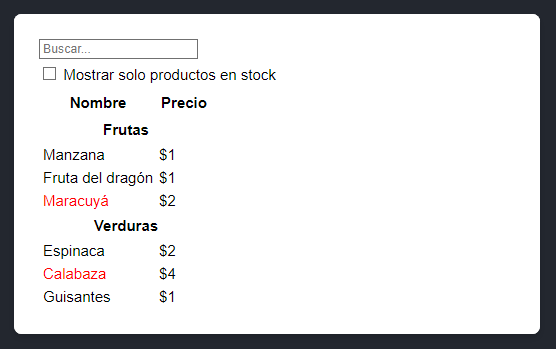 Buscar...
Mostrar solo productos en stock
Nombre Precio
Frutas
Manzana $1
Fruta del dragón $1
Maracuyá $2
Verduras
Espinaca $2
Calabaza $4
Guisantes $1